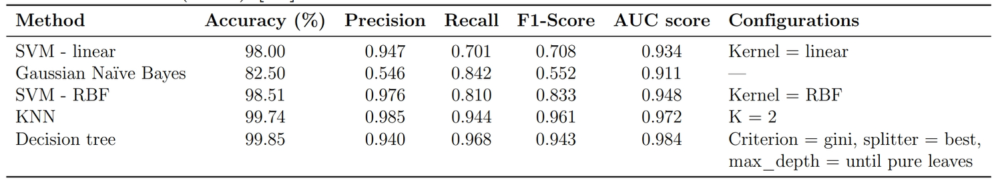 Method Accuracy (%) Precision Recall F1-Score AUC score Configurations
SVM - linear 98.00 0.947 0.701 0.708 0.934 Kernel = linear
Gaussian Naïve Bayes 82.50 0.546 0.842 0.552 0.911 —
SVM - RBF 98.51 0.976 0.810 0.833 0.948 Kernel = RBF
KNN 99.74 0.985 0.944 0.961 0.972 K = 2
Decision tree 99.85 0.940 0.968 0.943 0.984 Criterion = gini, splitter = best,
max_depth = until pure leaves